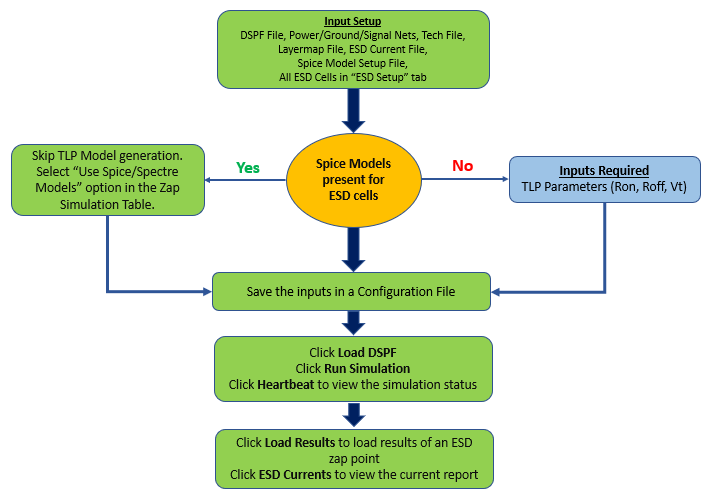 Input Setup
DSPF File, Power/Ground/Signal Nets, Tech File,
Layermap File, ESD Current File,
Spice Model Setup File,
All ESD Cells in “ESD Setup” tab
Skip TLP Model generation.
Select “Use Spice/Spectre
Models” option in the Zap
Simulation Table.
Yes
Spice Models
present for
ESD cells
No
Inputs Required
TLP Parameters (Ron, Roff, Vt)
Save the inputs in a Configuration File
Click Load DSPF
Click Run Simulation
Click Heartbeat to view the simulation status
Click Load Results to load results of an ESD
zap point
Click ESD Currents to view the current report